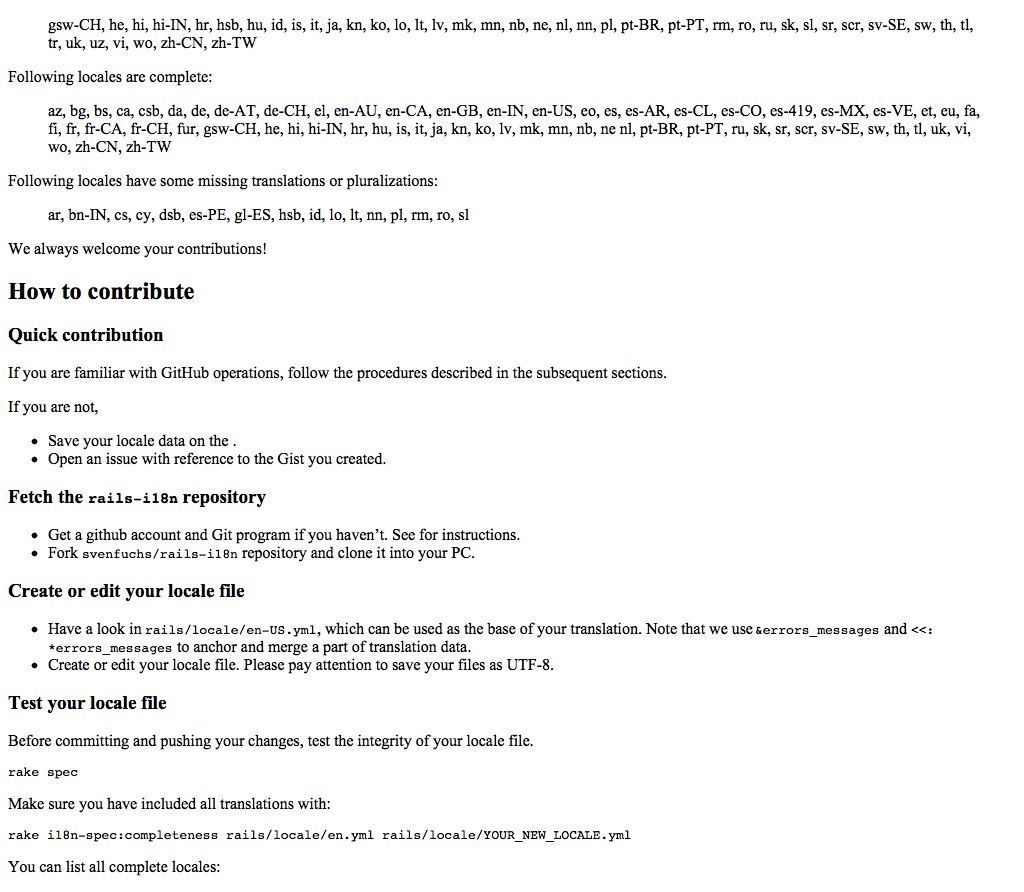 gsw-CH, he, hi, hi-IN, hr, hsb, hu, id, is, it, ja, kn, ko, lo, lt, lv, mk, mn, nb, ne, nl, nn, pl, pt-BR, pt-PT, rm, ro, ru, sk, sl, sr, scr, sv-SE, sw, th, tl,
tr, uk, uz, vi, wo, zh-CN, zh-TW
Following locales are complete:
az, bg, bs, ca, csb, da, de, de-AT, de-CH, el, en-AU, en-CA, en-GB, en-IN, en-US, eo, es, es-AR, es-CL, es-CO, es-419, es-MX, es-VE, et, eu, fa,
fi, fr, fr-CA, fr-CH, fur, gsw-CH, he, hi, hi-IN, hr, hu, is, it, ja, kn, ko, lv, mk, mn, nb, ne nl, pt-BR, pt-PT, ru, sk, sr, scr, sv-SE, sw, th, tl, uk, vi,
wo, zh-CN, zh-TW
Following locales have some missing translations or pluralizations:
ar, bn-IN, cs, cy, dsb, es-PE, gl-ES, hsb, id, lo, lt, nn, pl, rm, ro, sl
We always welcome your contributions!
How to contribute
Quick contribution
If you are familiar with GitHub operations, follow the procedures described in the subsequent sections.
If you are not,
• Save your locale data on the .
• Open an issue with reference to the Gist you created.
Fetch the rails-i18n repository
• Get a github account and Git program if you haven’t. See for instructions.
• Fork svenfuchs/rails-i18n repository and clone it into your PC.
Create or edit your locale file
• Have a look in rails/locale/en-US.yml, which can be used as the base of your translation. Note that we use &errors_messages and <<:
*errors_messages to anchor and merge a part of translation data.
• Create or edit your locale file. Please pay attention to save your files as UTF-8.
Test your locale file
Before committing and pushing your changes, test the integrity of your locale file.
rake spec
Make sure you have included all translations with:
rake i18n-spec:completeness rails/locale/en.yml rails/locale/YOUR_NEW_LOCALE.yml
You can list all complete locales: